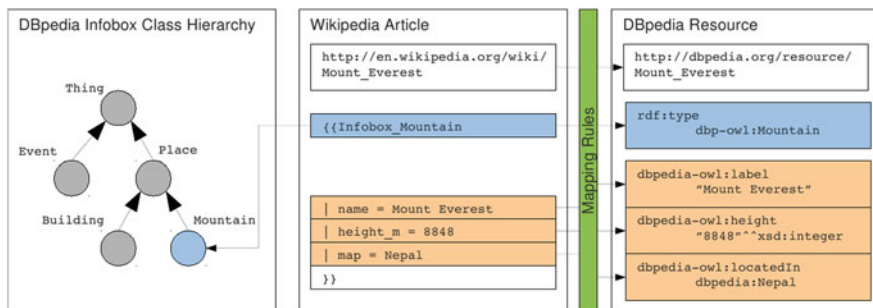 DBpedia Infobox Class Hierarchy
Thing
Event
Place
Building
Mountain
Wikipedia Article
http://en.wikipedia.org/wiki/
Mount_Everest
{{Infobox_Mountain
| name = Mount Everest
| height_m = 8848
| map = Nepal
}}
Mapping Rules
DBpedia Resource
http://dbpedia.org/resource/
Mount_Everest
rdf:type
dbp-owl:Mountain
dbpedia-owl:label
"Mount Everest"
dbpedia-owl:height
"8848"^^xsd:integer
dbpedia-owl:locatedIn
dbpedia:Nepal